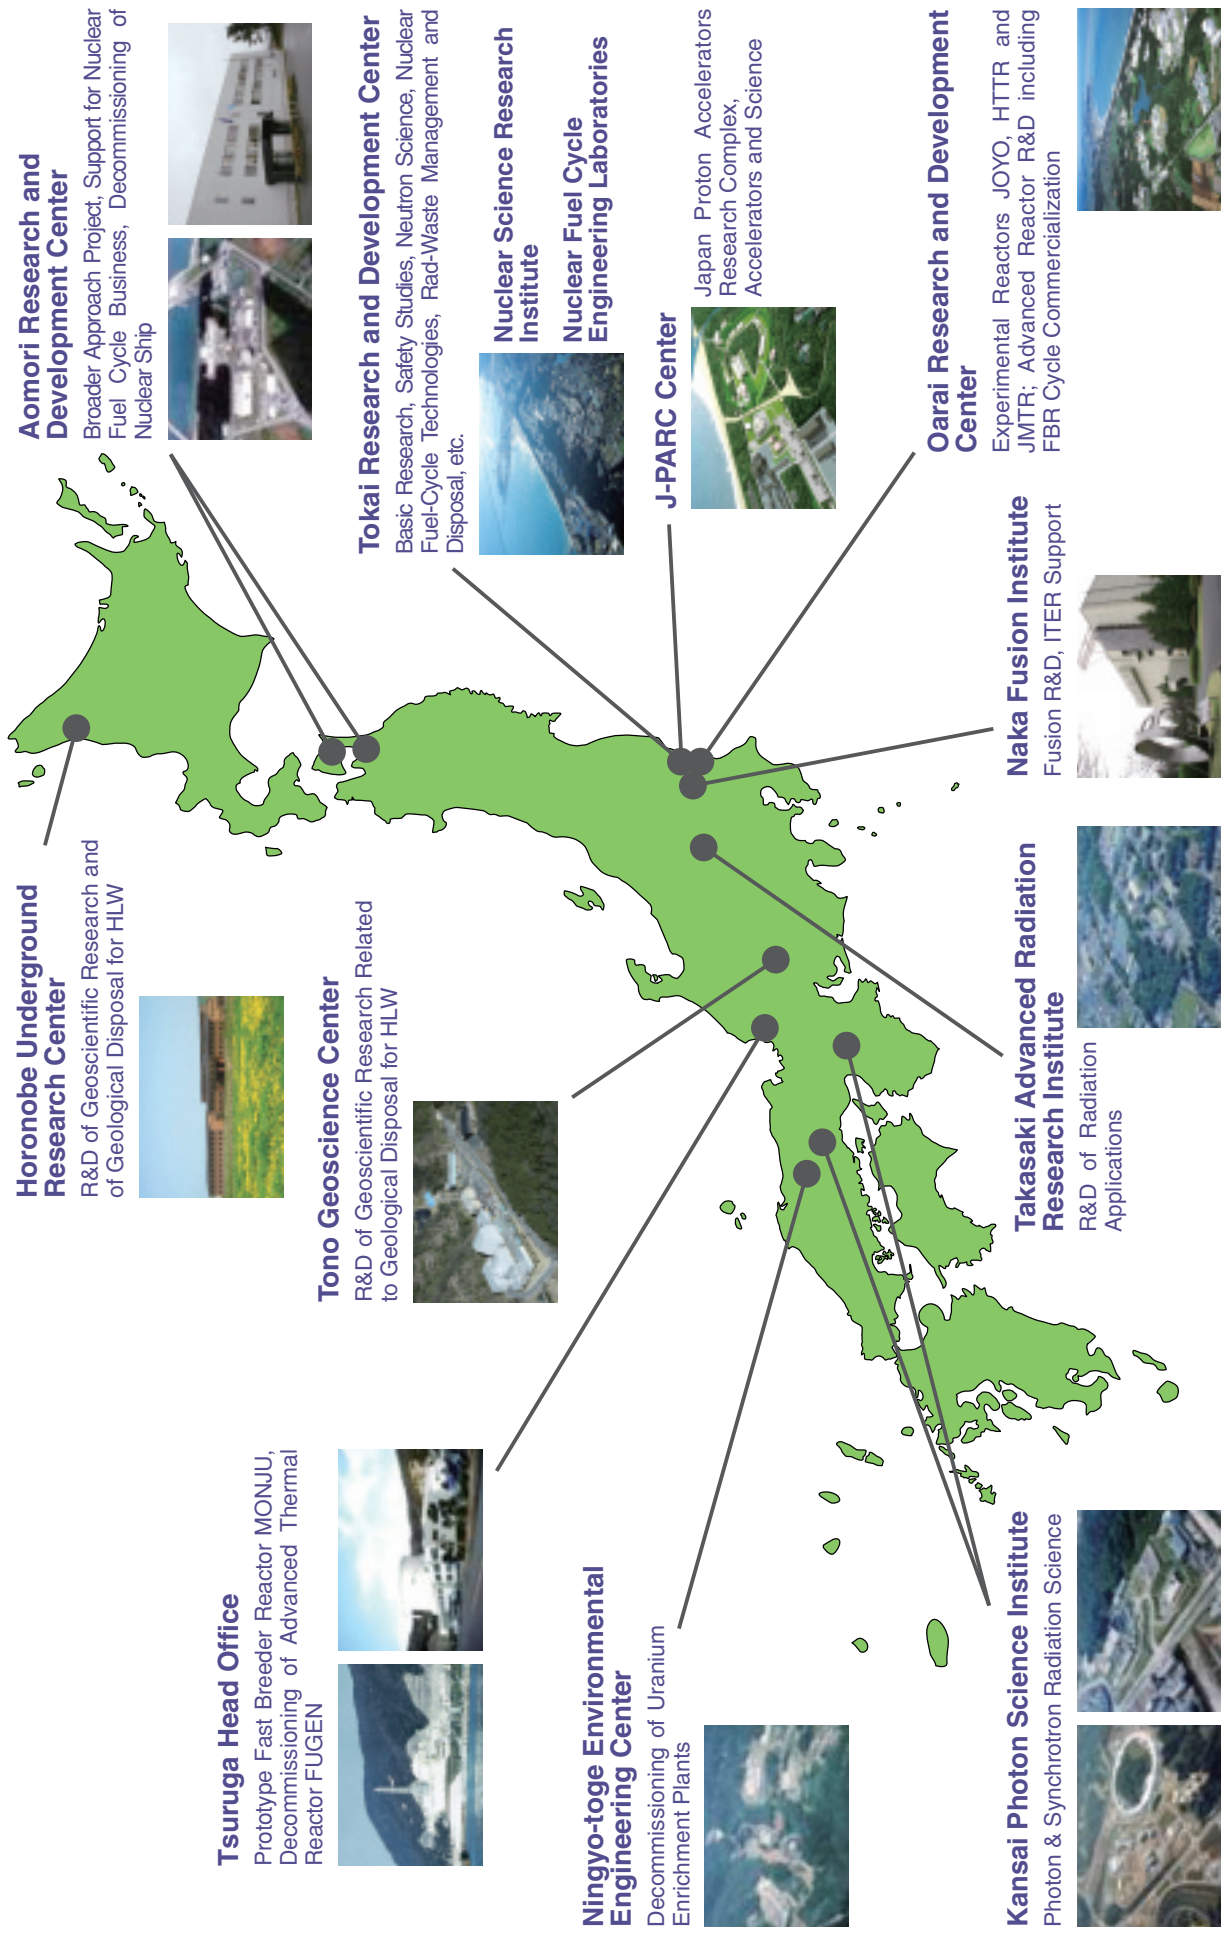 Horonobe Underground
Research Center
R&D of Geoscientific Research and
of Geological Disposal for HLW
Aomori Research and
Development Center
Broader Approach Project, Support for Nuclear
Fuel Cycle Business, Decommissioning of
Nuclear Ship
Tsuruga Head Office
Prototype Fast Breeder Reactor MONJU,
Decommissioning of Advanced Thermal
Reactor FUGEN
Tono Geoscience Center
R&D of Geoscientific Research Related
to Geological Disposal for HLW
Tokai Research and Development Center
Basic Research, Safety Studies, Neutron Science, Nuclear
Fuel-Cycle Technologies, Rad-Waste Management and
Disposal, etc.
Nuclear Science Research
Institute
Nuclear Fuel Cycle
Engineering Laboratories
J-PARC Center
Japan Proton Accelerators
Research Complex,
Accelerators and Science
Ningyo-toge Environmental
Engineering Center
Decommissioning of Uranium
Enrichment Plants
Oarai Research and Development
Center
Experimental Reactors JOYO, HTTR and
JMTR; Advanced Reactor R&D including
FBR Cycle Commercialization
Kansai Photon Science Institute
Photon & Synchrotron Radiation Science
Takasaki Advanced Radiation
Research Institute
R&D of Radiation
Applications
Naka Fusion Institute
Fusion R&D, ITER Support